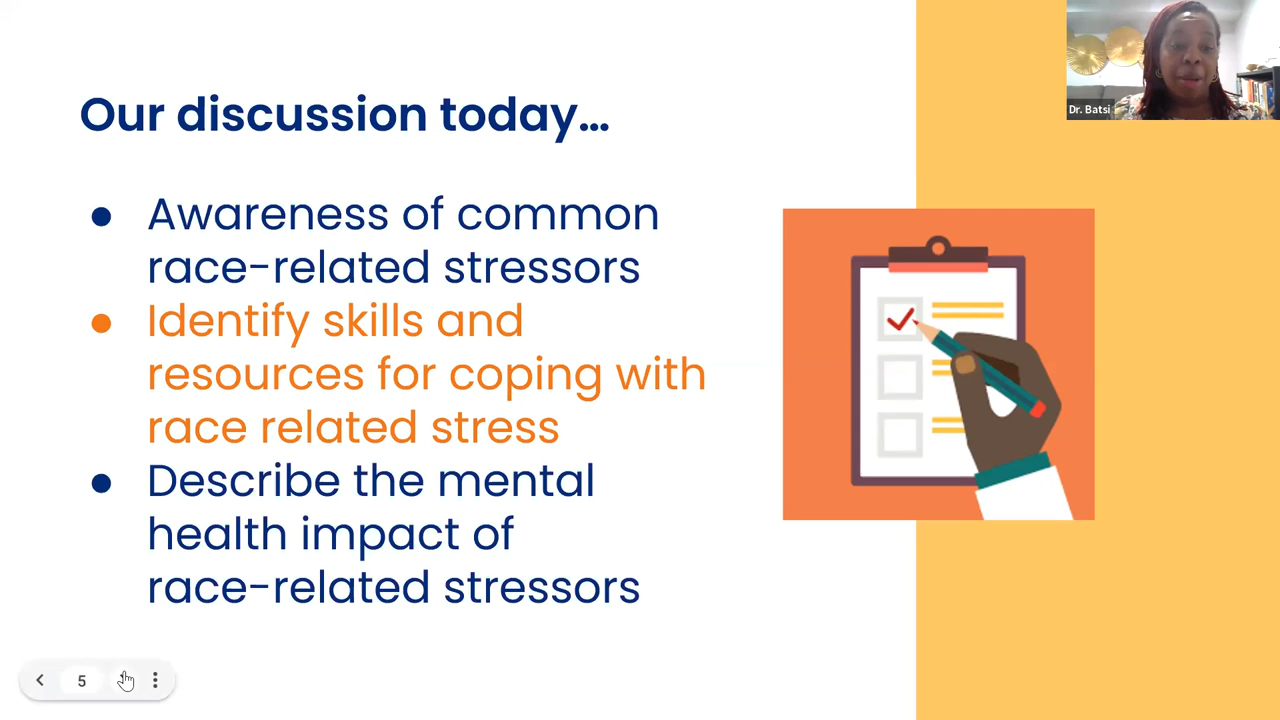 Our discussion today...
● Awareness of common
race-related stressors
● Identify skills and
resources for coping with
race related stress
● Describe the mental
health impact of
race-related stressors
Dr. Batsi
5